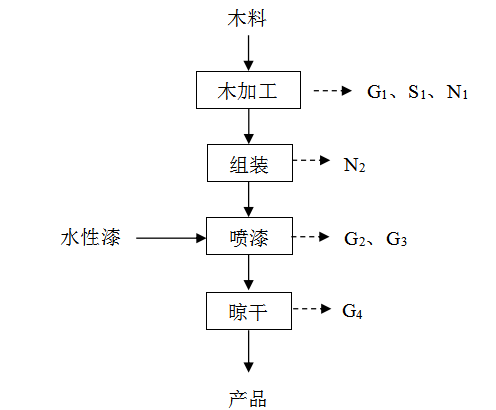 木料
木加工
G₁、S₁、N₁
组装
N₂
水性漆
喷漆
G₂、G₃
晾干
G₄
产品